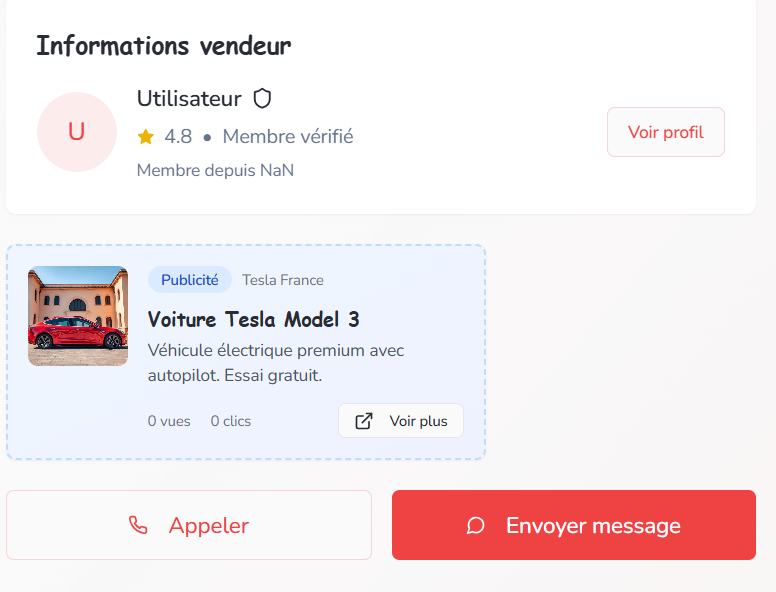 Informations vendeur
U
Utilisateur
4.8 • Membre vérifié
Membre depuis NaN
Voir profil
Publicité Tesla France
Voiture Tesla Model 3
Véhicule électrique premium avec
autopilot. Essai gratuit.
0 vues 0 clics Voir plus
Appeler Envoyer message